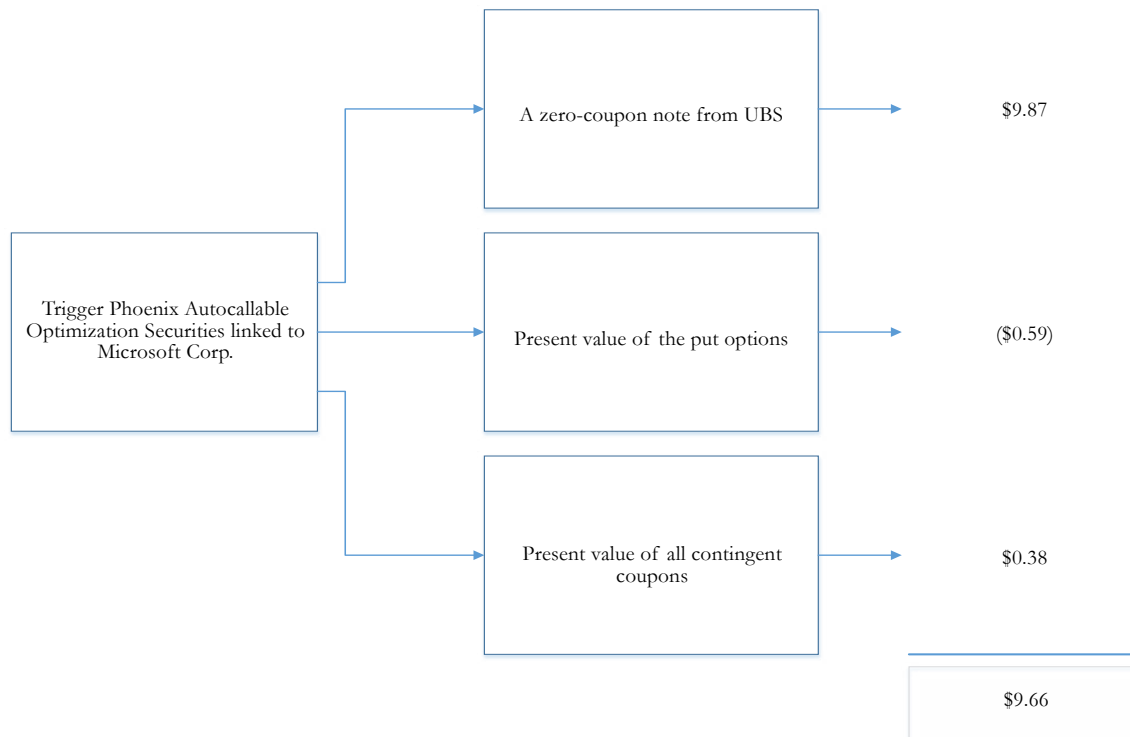 A zero-coupon note from UBS
$9.87
Trigger Phoenix Autocallable
Optimization Securities linked to
Microsoft Corp.
Present value of the put options
($0.59)
Present value of all contingent
coupons
$0.38
$9.66